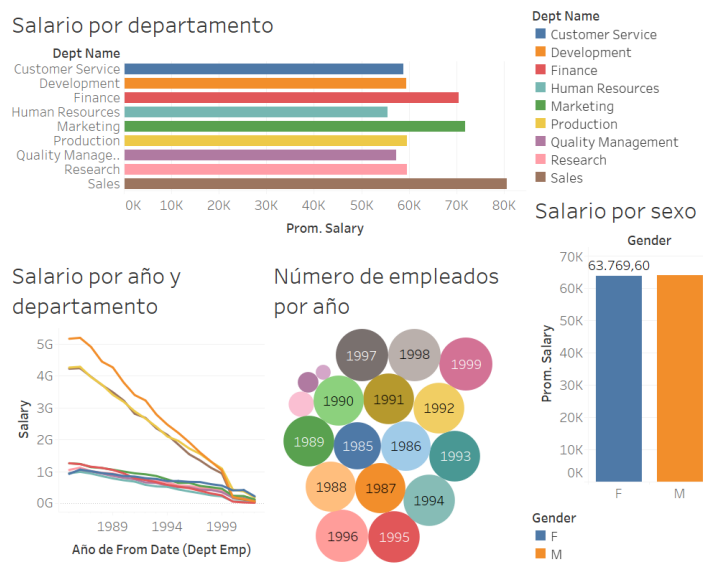 Salario por departamento
Dept Name
Customer Service
Development
Finance
Human Resources
Marketing
Production
Quality Manage..
Research
Sales
0K 10K 20K 30K 40K 50K 60K 70K 80K
Prom. Salary
Dept Name
Customer Service
Development
Finance
Human Resources
Marketing
Production
Quality Management
Research
Sales
Salario por sexo
Gender
70K
63.769,60
60K
50K
40K
30K
20K
10K
0K
Prom. Salary
F M
Gender
F
M
Salario por año y
departamento
5G
4G
3G
2G
1G
0G
Salary
1989 1994 1999
Año de From Date (Dept Emp)
Número de empleados
por año
1997 1998 1999
1990 1991 1992
1989 1985 1986 1993
1988 1987 1994
1996 1995